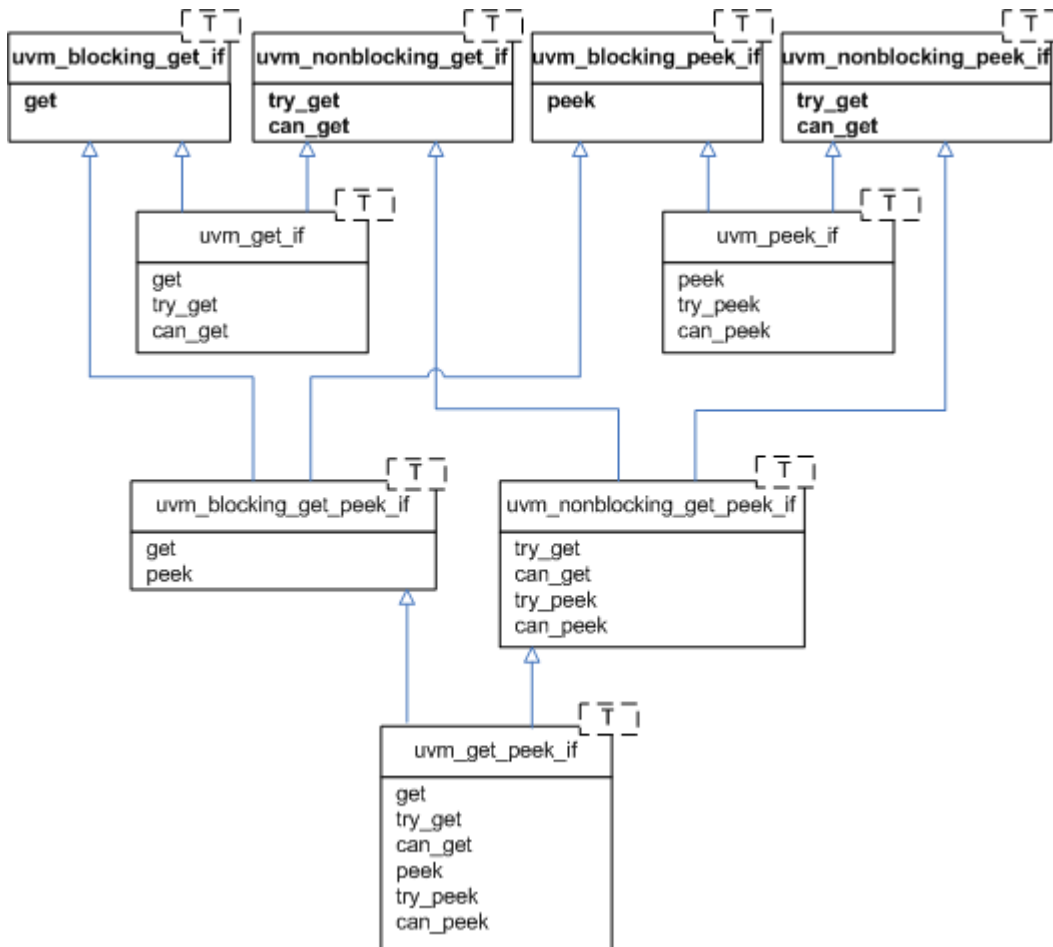 T
T
T
T
uvm_blocking_get_if
uvm_nonblocking_get_if
uvm_blocking_peek_if
uvm_nonblocking_peek_if
get
try_get
can_get
peek
try_get
can_get
T
uvm_get_if
get
try_get
can_get
T
uvm_peek_if
peek
try_peek
can_peek
T
uvm_blocking_get_peek_if
get
peek
T
uvm_nonblocking_get_peek_if
try_get
can_get
try_peek
can_peek
T
uvm_get_peek_if
get
try_get
can_get
peek
try_peek
can_peek